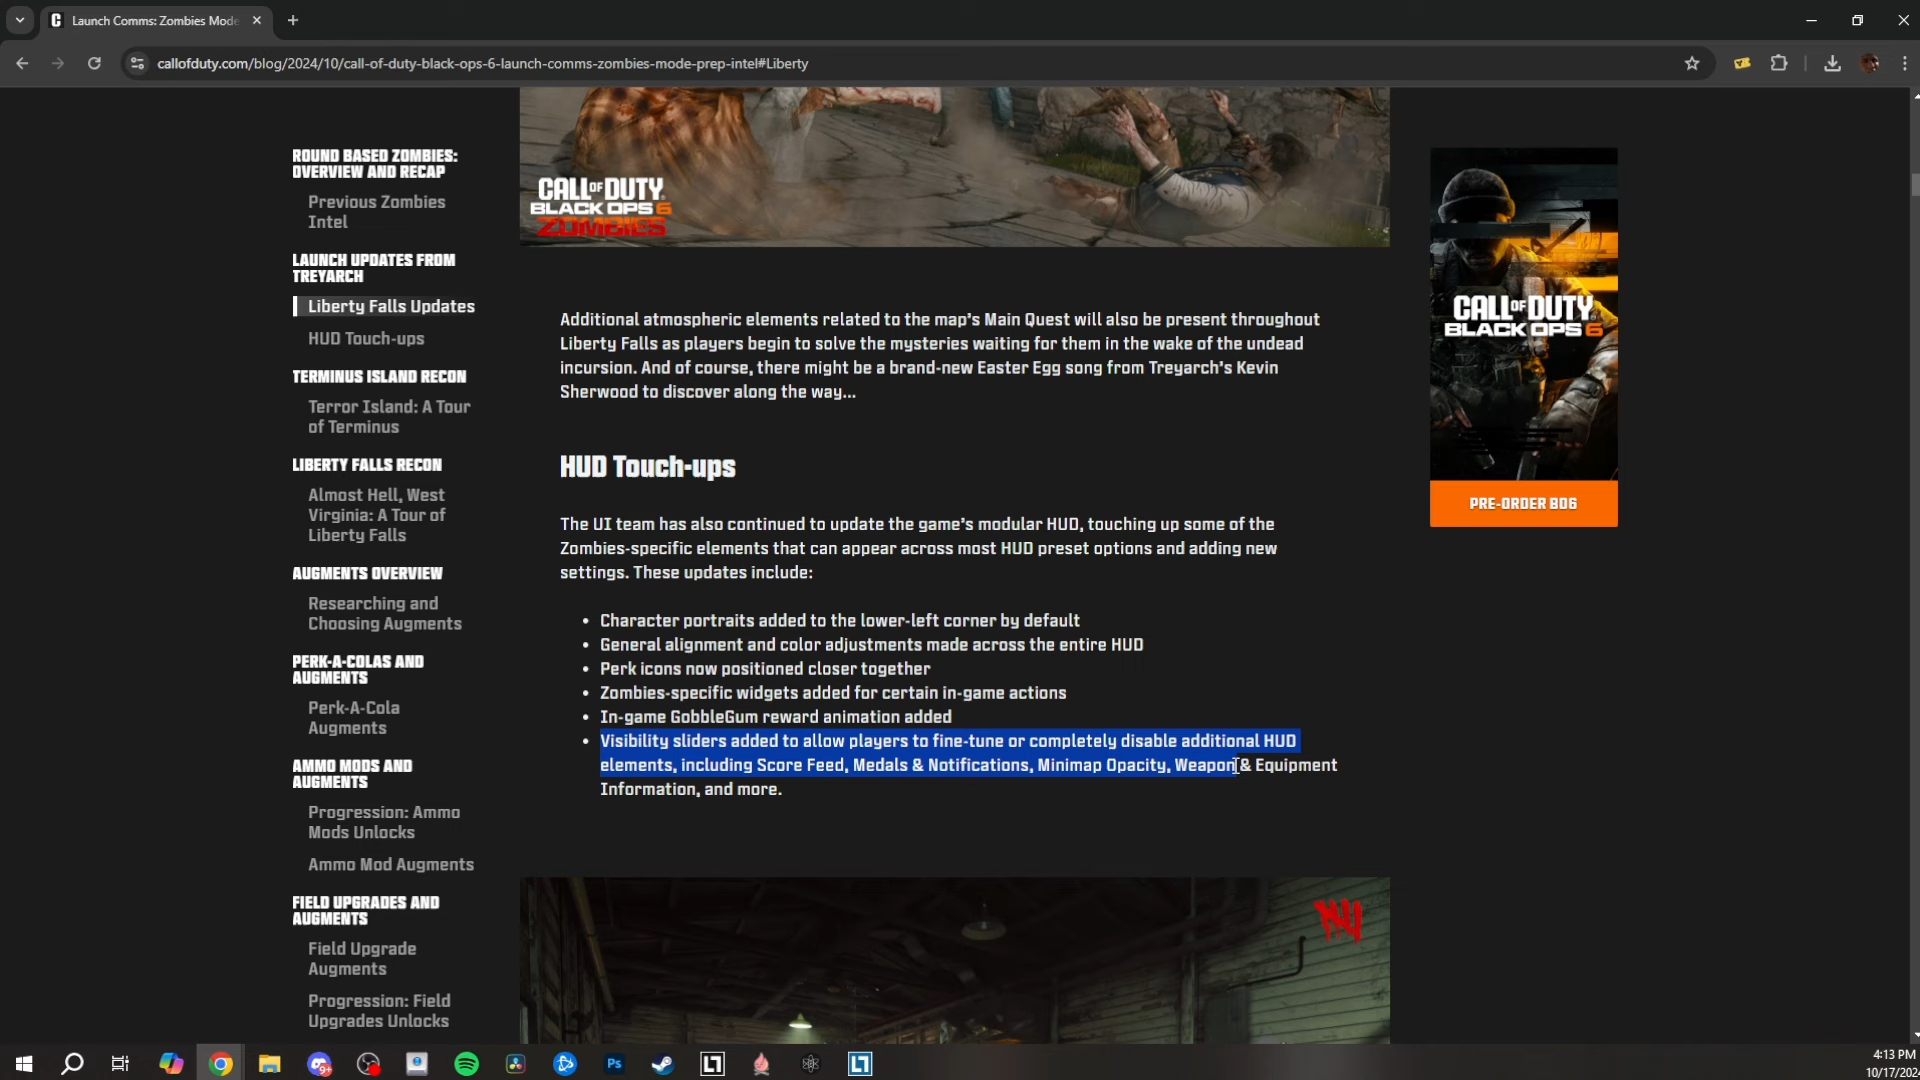 Launch Comms: Zombies Mode
callofduty.com/blog/2024/10/call-of-duty-black-ops-6-launch-comms-zombies-mode-prep-intel#Liberty
ROUND BASED ZOMBIES:
OVERVIEW AND RECAP
Previous Zombies
Intel
LAUNCH UPDATES FROM
TREYARCH
Liberty Falls Updates
HUD Touch-ups
TERMINUS ISLAND RECON
Terror Island: A Tour
of Terminus
LIBERTY FALLS RECON
Almost Hell, West
Virginia: A Tour of
Liberty Falls
AUGMENTS OVERVIEW
Researching and
Choosing Augments
PERK-A-COLAS AND
AUGMENTS
Perk-A-Cola
Augments
AMMO MODS AND
AUGMENTS
Progression: Ammo
Mods Unlocks
Ammo Mod Augments
FIELD UPGRADES AND
AUGMENTS
Field Upgrade
Augments
Progression: Field
Upgrades Unlocks
CALL OF DUTY
BLACK OPS 6
ZOMBIES
Additional atmospheric elements related to the map's Main Quest will also be present throughout
Liberty Falls as players begin to solve the mysteries waiting for them in the wake of the undead
incursion. And of course, there might be a brand-new Easter Egg song from Treyarch's Kevin
Sherwood to discover along the way...
HUD Touch-ups
The UI team has also continued to update the game's modular HUD, touching up some of the
Zombies-specific elements that can appear across most HUD preset options and adding new
settings. These updates include:
• Character portraits added to the lower-left corner by default
• General alignment and color adjustments made across the entire HUD
• Perk icons now positioned closer together
• Zombies-specific widgets added for certain in-game actions
• In-game GobbleGum reward animation added
• Visibility sliders added to allow players to fine-tune or completely disable additional HUD
elements, including Score Feed, Medals & Notifications, Minimap Opacity, Weapon & Equipment
Information, and more.
CALL OF DUTY
BLACK OPS 6
PRE-ORDER BO6
9+
Ps
4:13 PM
10/17/202